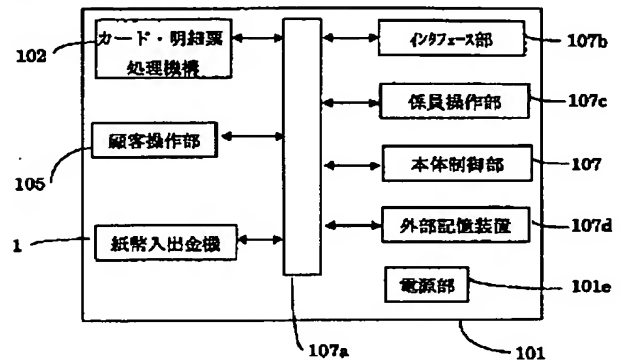 102
カード・明細票
処理機構
インタフェース部
107b
係員操作部
107c
顧客操作部
105
本体制御部
107
1
紙幣入出金機
外部記憶装置
107d
電源部
101e
107a
101